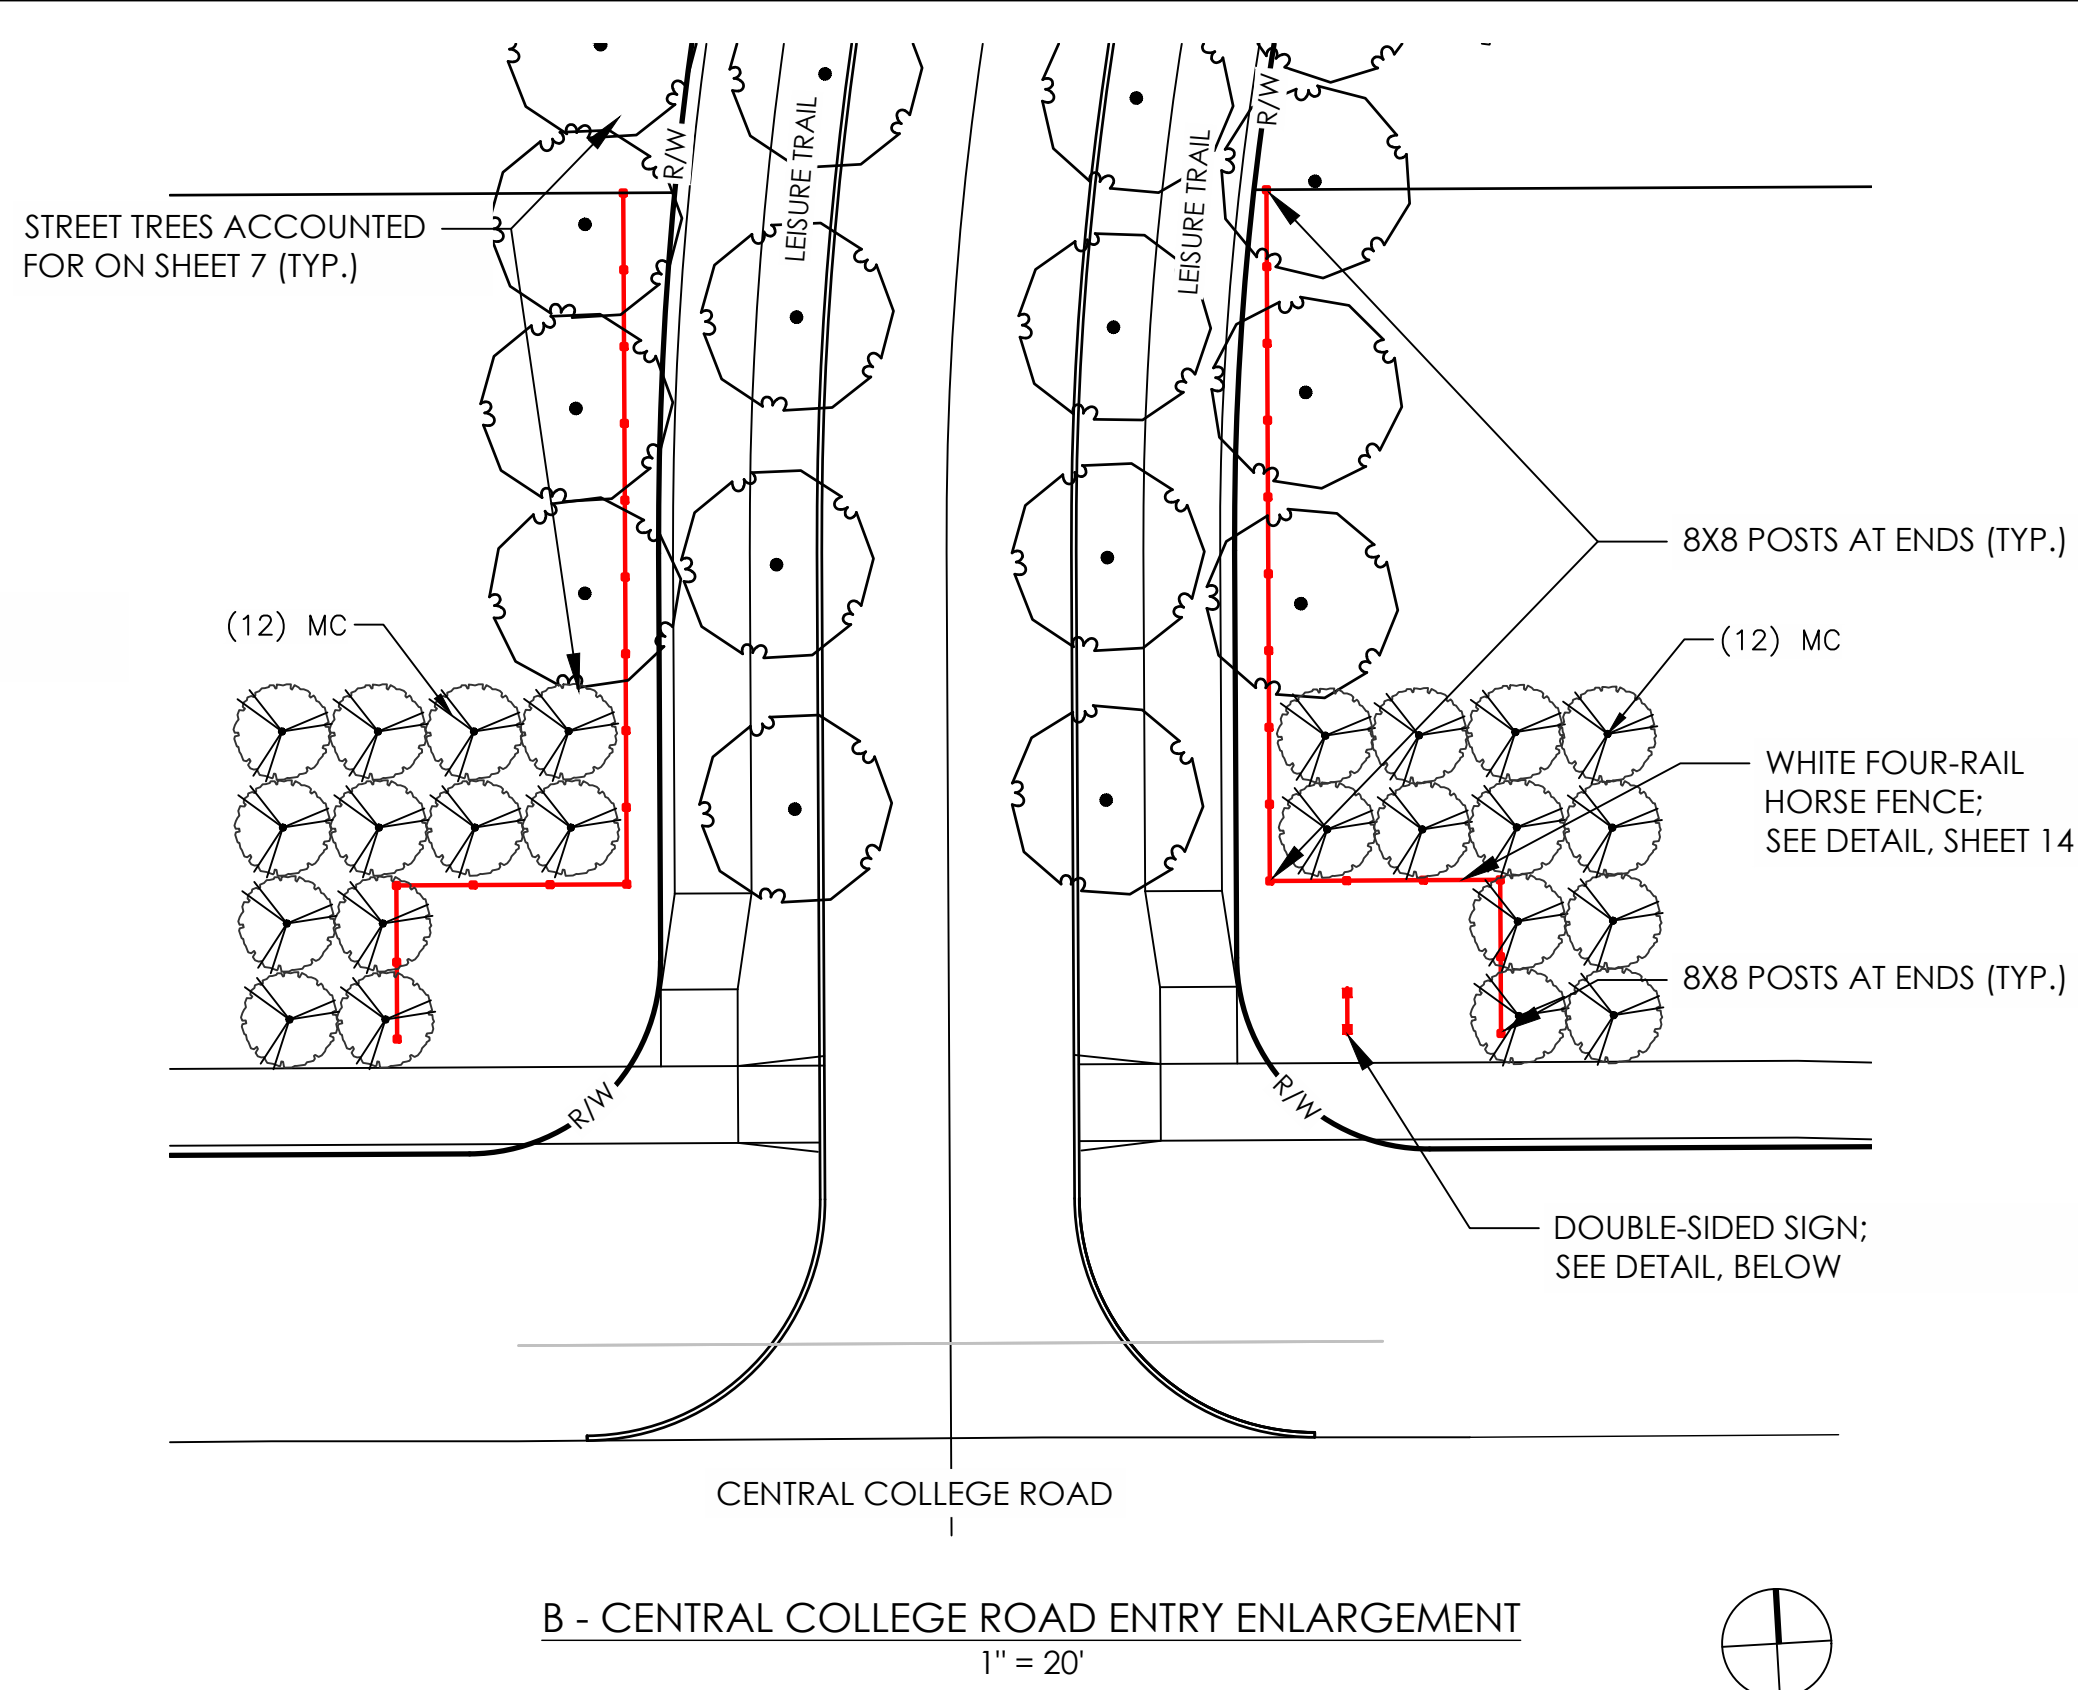 R/W
LEISURE TRAIL
LEISURE TRAIL
R/W
STREET TREES ACCOUNTED
FOR ON SHEET 7 (TYP.)
8X8 POSTS AT ENDS (TYP.)
(12) MC
(12) MC
WHITE FOUR-RAIL
HORSE FENCE;
SEE DETAIL, SHEET 14
8X8 POSTS AT ENDS (TYP.)
R/W
R/W
DOUBLE-SIDED SIGN;
SEE DETAIL, BELOW
CENTRAL COLLEGE ROAD
B - CENTRAL COLLEGE ROAD ENTRY ENLARGEMENT
1" = 20'